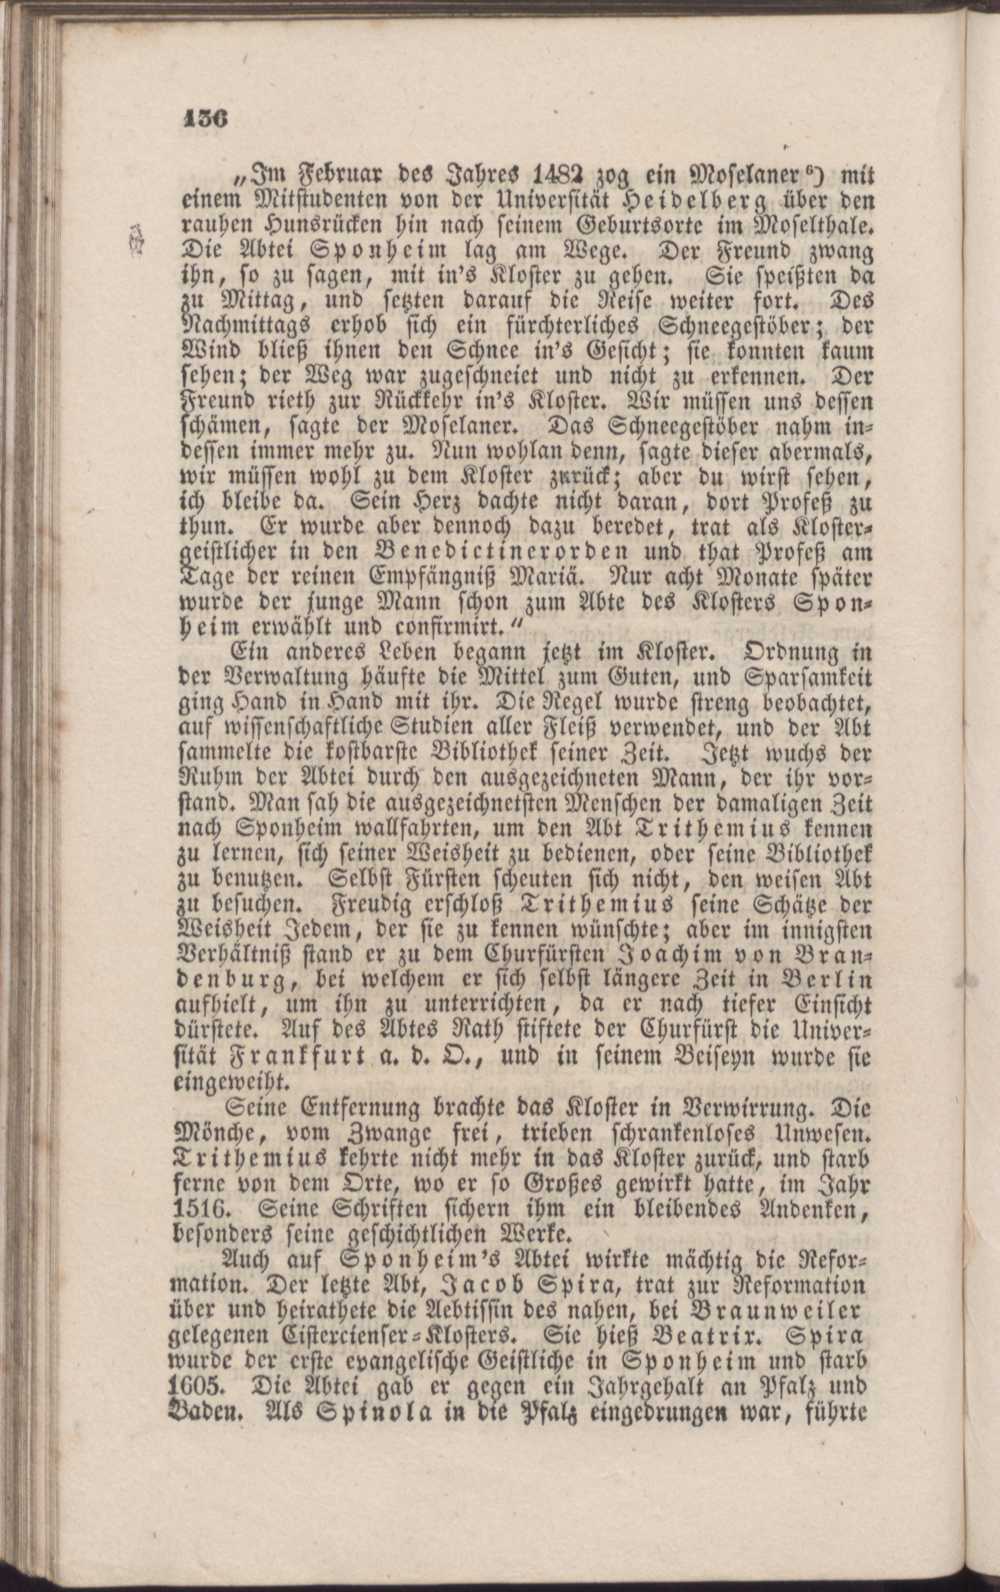 136
„Im Februar des Jahres 1482 zog ein Moselaner⁶) mit
einem Mitstudenten von der Universität Heidelberg über den
rauhen Hunsrücken hin nach seinem Geburtsorte im Moselthale.
Die Abtei Sponheim lag am Wege. Der Freund zwang
ihn, so zu sagen, mit in's Kloster zu gehen. Sie speißten da
zu Mittag, und setzten darauf die Reise weiter fort. Des
Nachmittags erhob sich ein fürchterliches Schneegestöber; der
Wind bließ ihnen den Schnee in's Gesicht; sie konnten kaum
sehen; der Weg war zugeschneiet und nicht zu erkennen. Der
Freund rieth zur Rückkehr in's Kloster. Wir müssen uns dessen
schämen, sagte der Moselaner. Das Schneegestöber nahm in-
dessen immer mehr zu. Nun wohlan denn, sagte dieser abermals,
wir müssen wohl zu dem Kloster zurück; aber du wirst sehen,
ich bleibe da. Sein Herz dachte nicht daran, dort Profeß zu
thun. Er wurde aber dennoch dazu beredet, trat als Kloster-
geistlicher in den Benedictinerorden und that Profeß am
Tage der reinen Empfängniß Mariä. Nur acht Monate später
wurde der junge Mann schon zum Abte des Klosters Spon-
heim erwählt und confirmirt.“
Ein anderes Leben begann jetzt im Kloster. Ordnung in
der Verwaltung häufte die Mittel zum Guten, und Sparsamkeit
ging Hand in Hand mit ihr. Die Regel wurde streng beobachtet,
auf wissenschaftliche Studien aller Fleiß verwendet, und der Abt
sammelte die kostbarste Bibliothek seiner Zeit. Jetzt wuchs der
Ruhm der Abtei durch den ausgezeichneten Mann, der ihr vor-
stand. Man sah die ausgezeichnetsten Menschen der damaligen Zeit
nach Sponheim wallfahrten, um den Abt Trithemius kennen
zu lernen, sich seiner Weisheit zu bedienen, oder seine Bibliothek
zu benutzen. Selbst Fürsten scheuten sich nicht, den weisen Abt
zu besuchen. Freudig erschloß Trithemius seine Schätze der
Weisheit Jedem, der sie zu kennen wünschte; aber im innigsten
Verhältniß stand er zu dem Churfürsten Joachim von Bran-
denburg, bei welchem er sich selbst längere Zeit in Berlin
aufhielt, um ihn zu unterrichten, da er nach tiefer Einsicht
dürstete. Auf des Abtes Rath stiftete der Churfürst die Univer-
sität Frankfurt a. d. O., und in seinem Beiseyn wurde sie
eingeweiht.
Seine Entfernung brachte das Kloster in Verwirrung. Die
Mönche, vom Zwange frei, trieben schrankenloses Unwesen.
Trithemius kehrte nicht mehr in das Kloster zurück, und starb
ferne von dem Orte, wo er so Großes gewirkt hatte, im Jahr
1516. Seine Schriften sichern ihm ein bleibendes Andenken,
besonders seine geschichtlichen Werke.
Auch auf Sponheim's Abtei wirkte mächtig die Refor-
mation. Der letzte Abt, Jacob Spira, trat zur Reformation
über und heirathete die Aebtissin des nahen, bei Braunweiler
gelegenen Cistercienser-Klosters. Sie hieß Beatrix. Spira
wurde der erste evangelische Geistliche in Sponheim und starb
1605. Die Abtei gab er gegen ein Jahrgehalt an Pfalz und
Baden. Als Spinola in die Pfalz eingedrungen war, führte